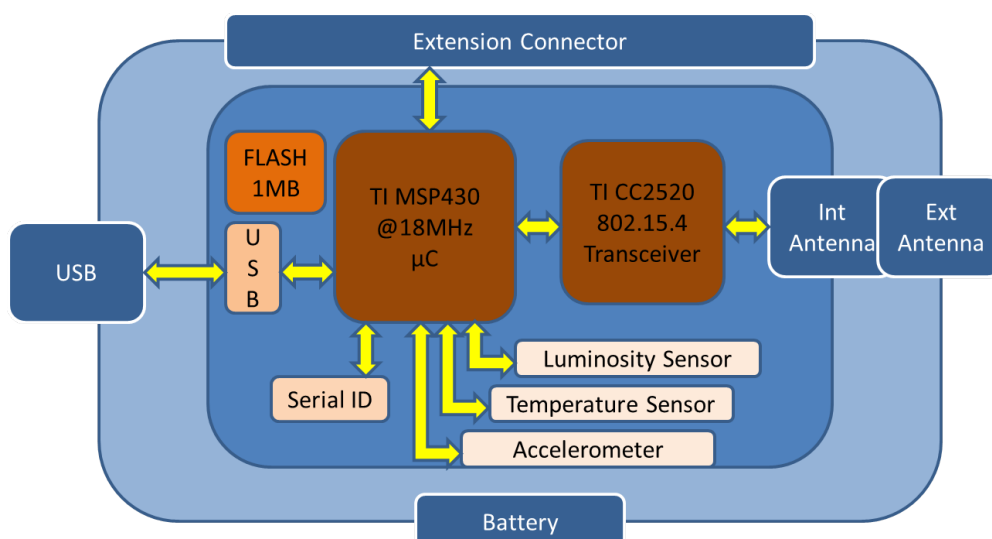 Extension Connector
FLASH
1MB
TI MSP430
@18MHz
µC
TI CC2520
802.15.4
Transceiver
Int
Antenna
Ext
Antenna
USB
U
S
B
Luminosity Sensor
Serial ID
Temperature Sensor
Accelerometer
Battery